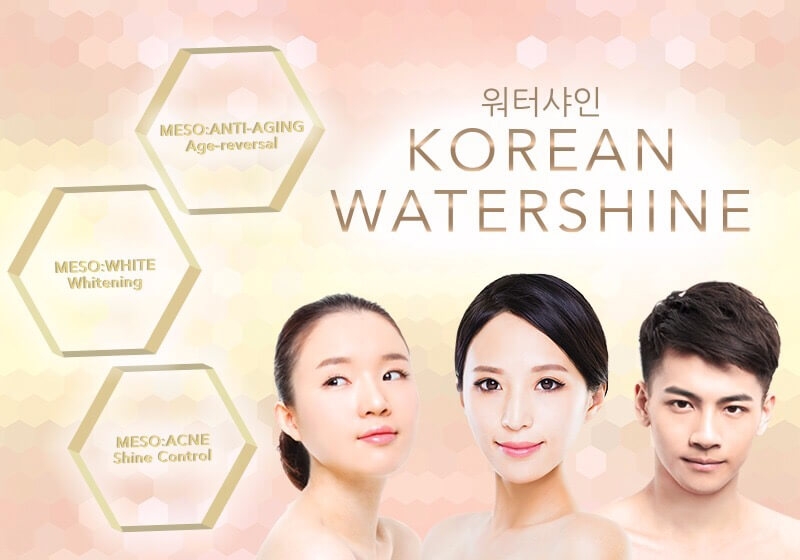 워터샤인
KOREAN
WATERSHINE
MESO:ANTI-AGING
Age-reversal
MESO:WHITE
Whitening
MESO:ACNE
Shine Control